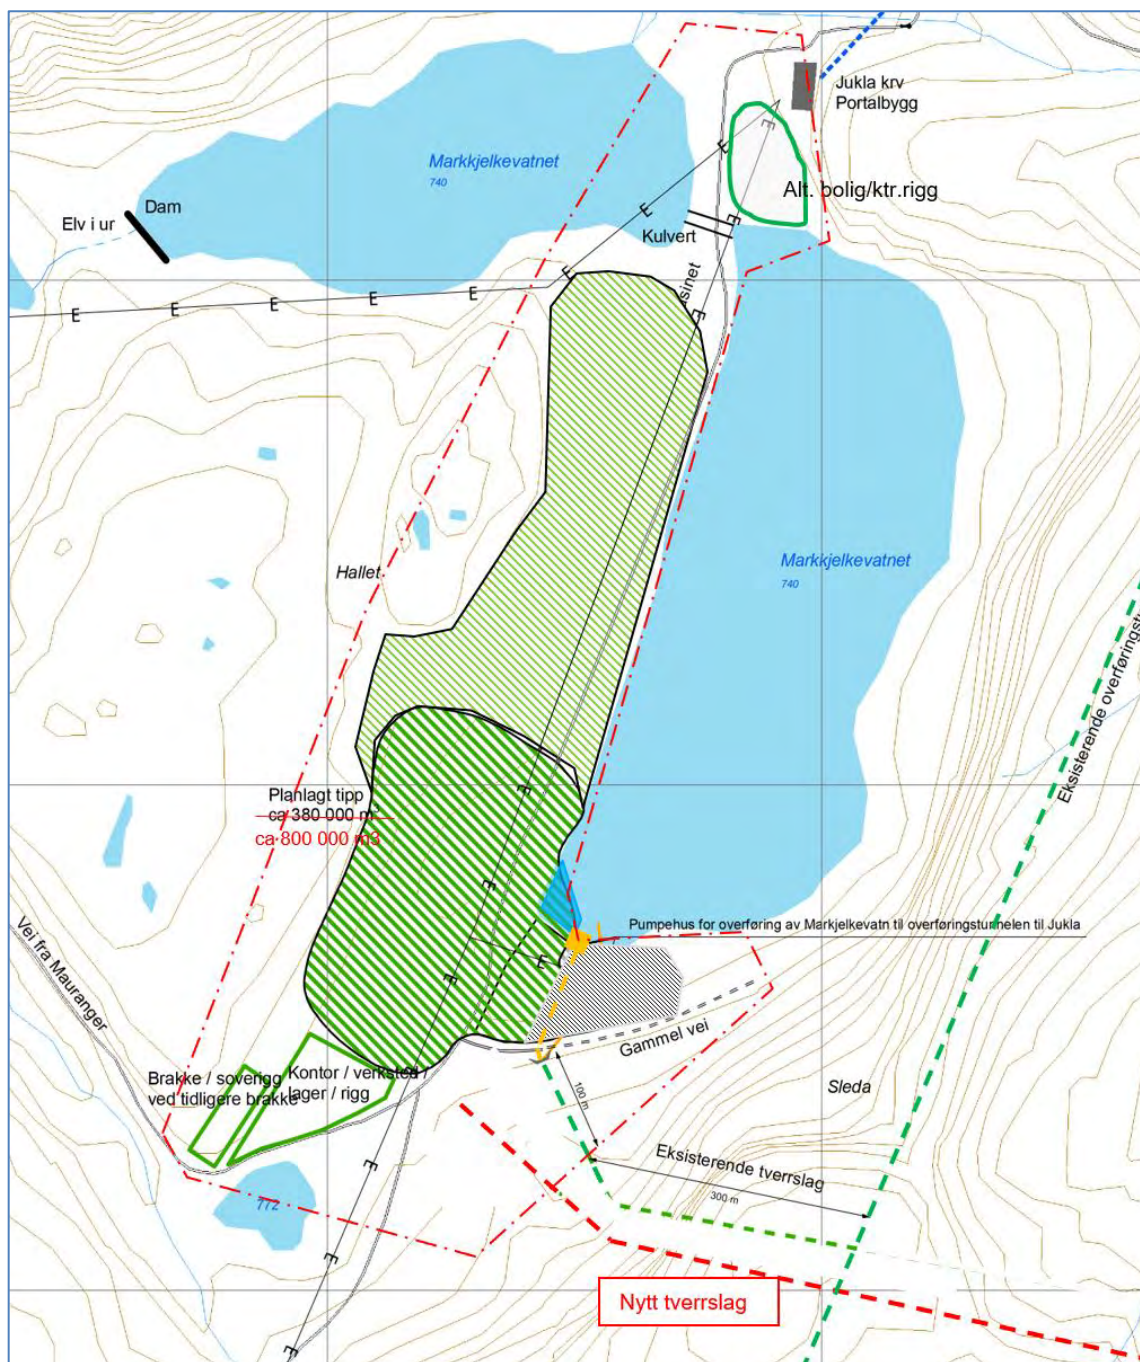 Jukla krv
Portalbygg
Markkjelkevatnet
740
Alt. bolig/ktr.rigg
Dam
Elv i ur
Kulvert
E
E
E
E
E
E
E
E
E
E
E
sinet
Hallet
Markkjelkevatnet
740
Eksisterende
Planlagt tipp
ca 380 000 m
ca 800 000 m3
E
E
E
E
Pumpehus for overføring av Markjelkevatn til overføringstunnelen til Jukla
Vei fra Mauranger
Gammel vei
Brakke / soverigg
ved tidligere brakke
Kontor / verksted /
lager / rigg
100 m
Sleda
Eksisterende tverrslag
300 m
E
772
E
Nytt tverrslag
E